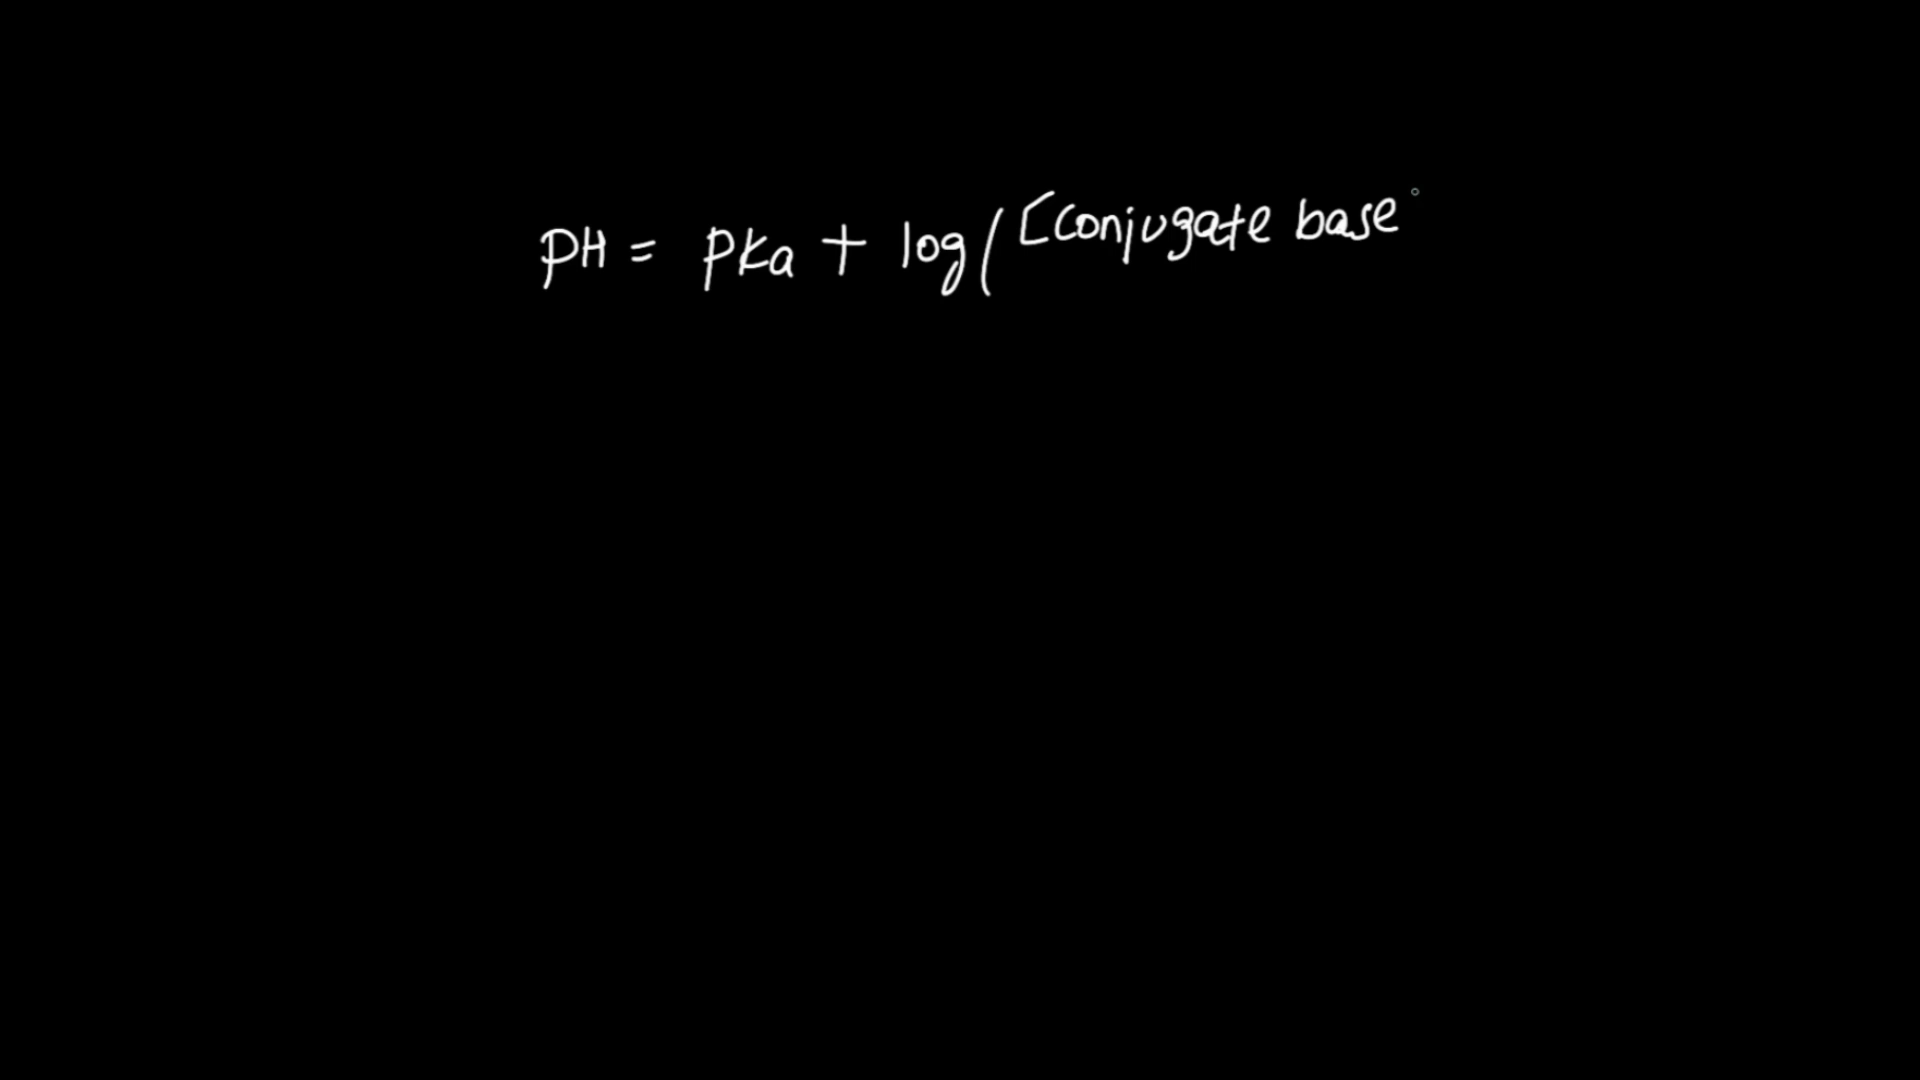 pH = pKa + log([conjugate base